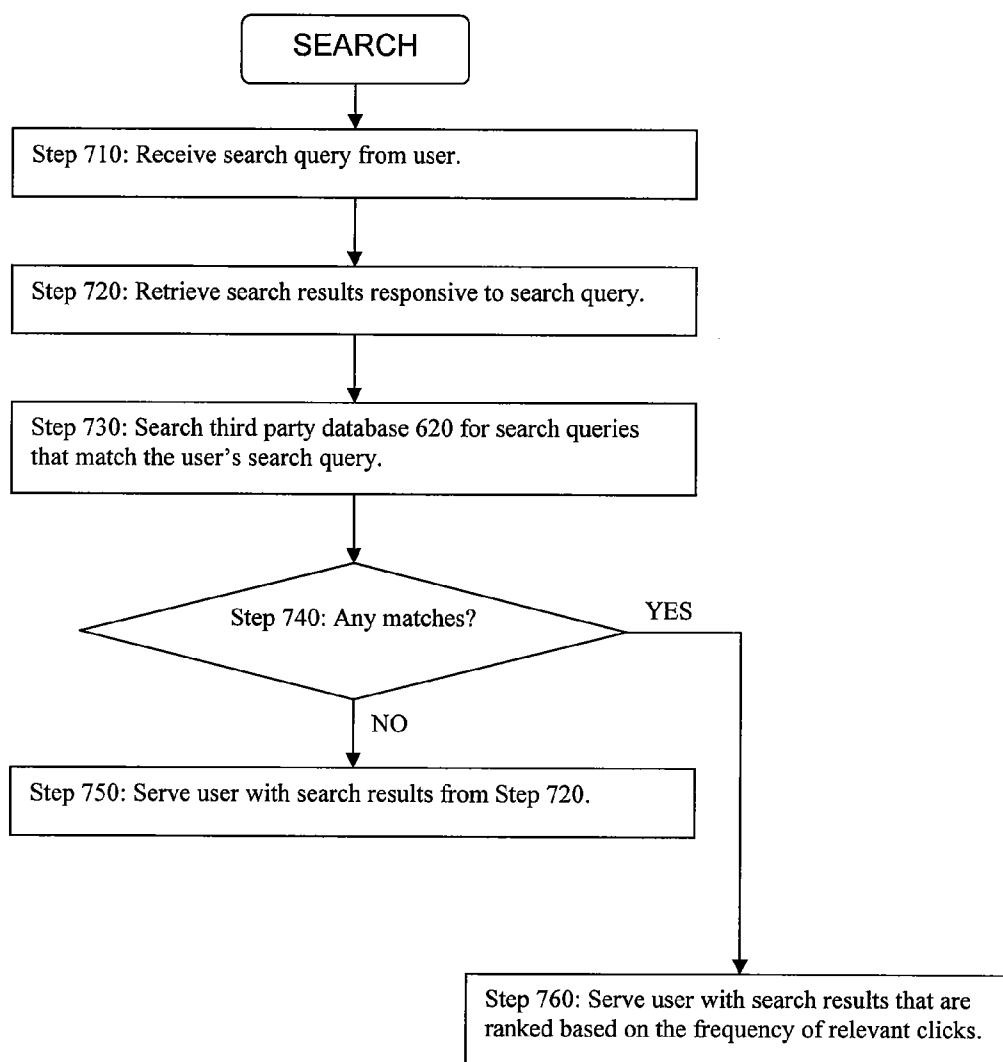 SEARCH
Step 710: Receive search query from user.
Step 720: Retrieve search results responsive to search query.
Step 730: Search third party database 620 for search queries
that match the user's search query.
Step 740: Any matches?
YES
NO
Step 750: Serve user with search results from Step 720.
Step 760: Serve user with search results that are
ranked based on the frequency of relevant clicks.